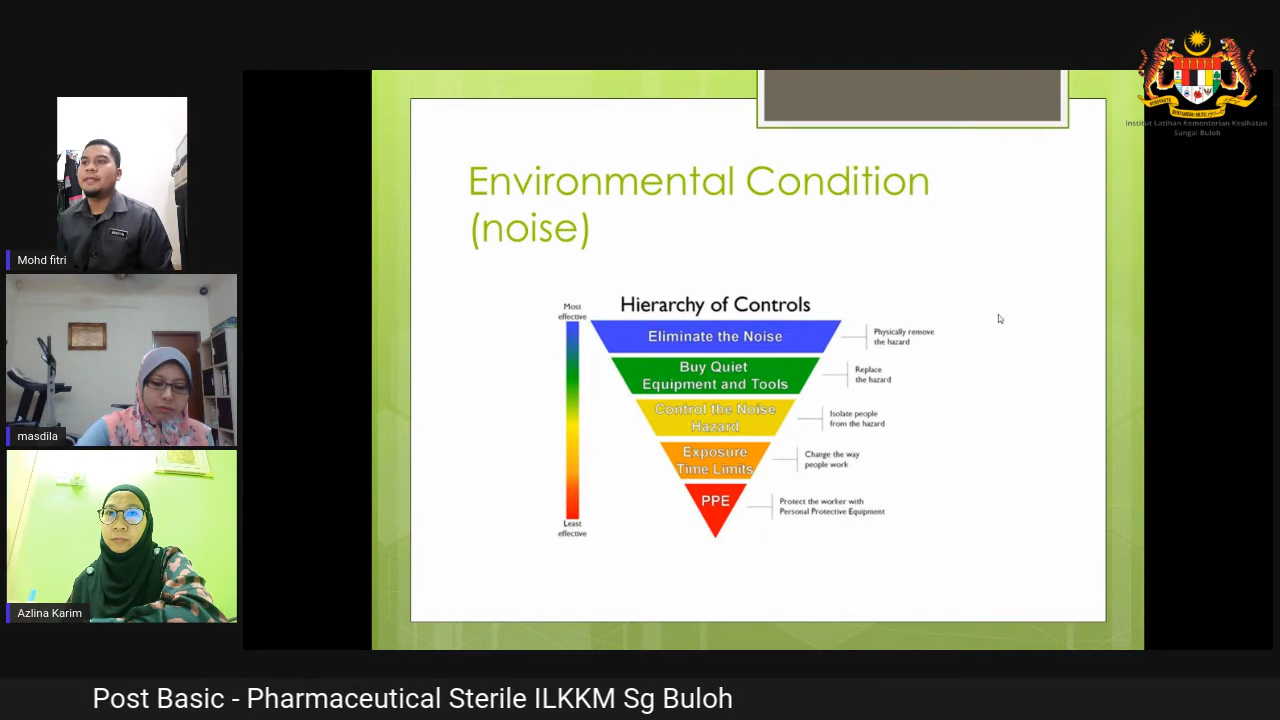 Institut Latihan Kementerian Kesihatan
Sungai Buloh
Environmental Condition
(noise)
Hierarchy of Controls
Most
effective
Eliminate the Noise
Physically remove
the hazard
Buy Quiet
Equipment and Tools
Replace
the hazard
Control the Noise
Hazard
Isolate people
from the hazard
Exposure
Time Limits
Change the way
people work
PPE
Protect the worker with
Personal Protective Equipment
Least
effective
Mohd fitri
masdila
Azlina Karim
Post Basic - Pharmaceutical Sterile ILKKM Sg Buloh